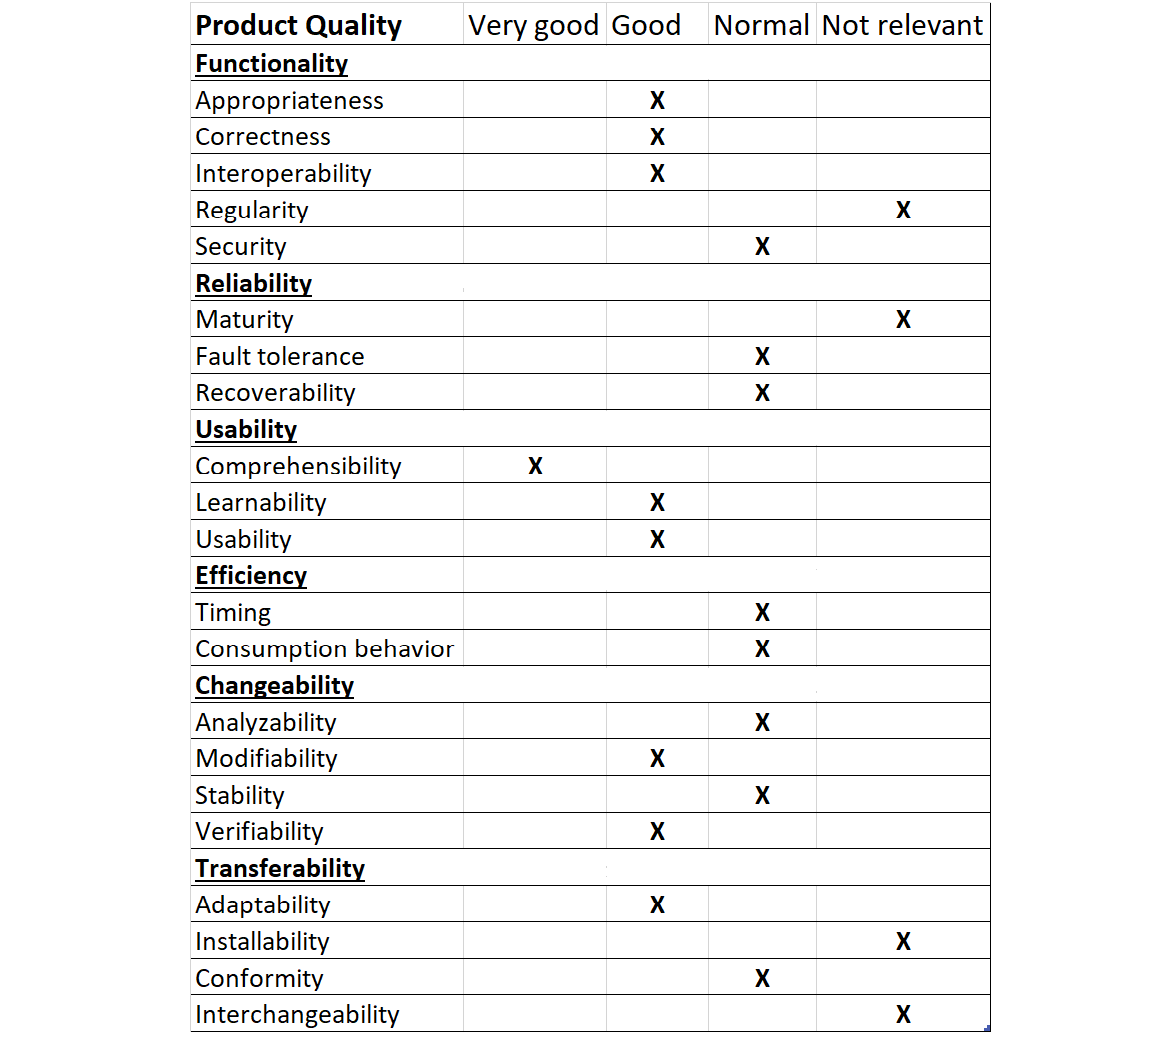 Product Quality Very good Good Normal Not relevant
Functionality
Appropriateness X
Correctness X
Interoperability X
Regularity X
Security X
Reliability
Maturity X
Fault tolerance X
Recoverability X
Usability
Comprehensibility X
Learnability X
Usability X
Efficiency
Timing X
Consumption behavior X
Changeability
Analyzability X
Modifiability X
Stability X
Verifiability X
Transferability
Adaptability X
Installability X
Conformity X
Interchangeability X